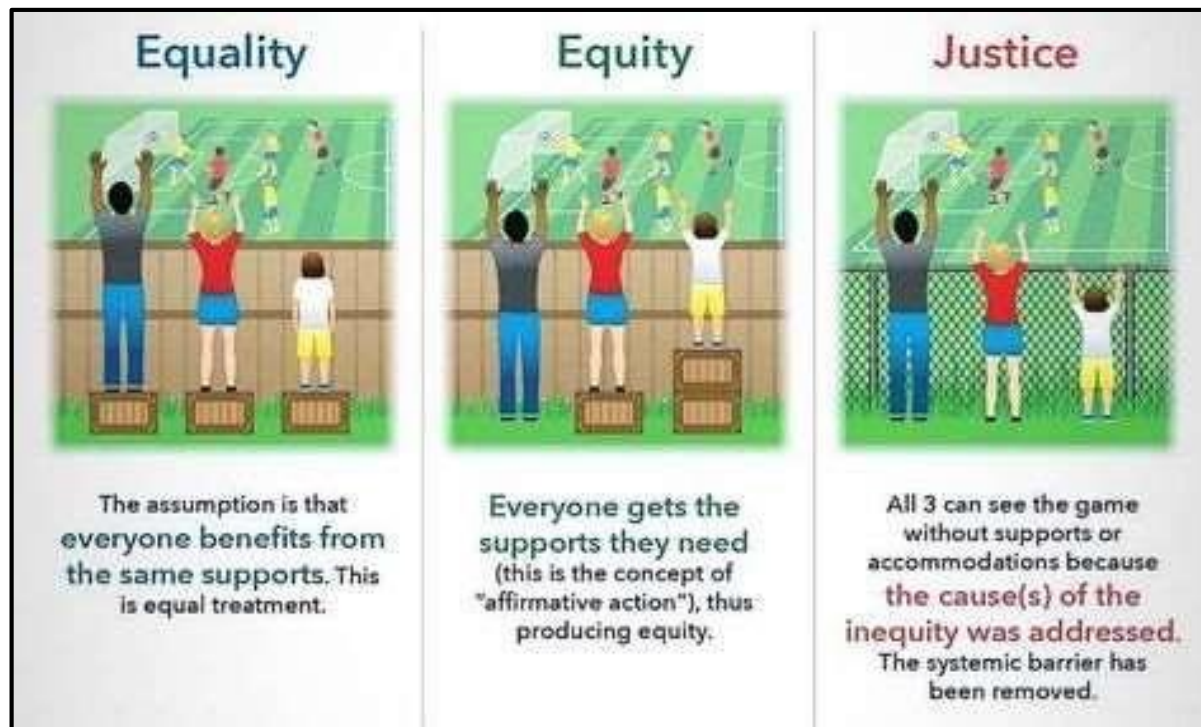 Equality
The assumption is that
everyone benefits from
the same supports. This
is equal treatment.
Equity
Everyone gets the
supports they need
(this is the concept of
"affirmative action"), thus
producing equity.
Justice
All 3 can see the game
without supports or
accommodations because
the cause(s) of the
inequity was addressed.
The systemic barrier has
been removed.